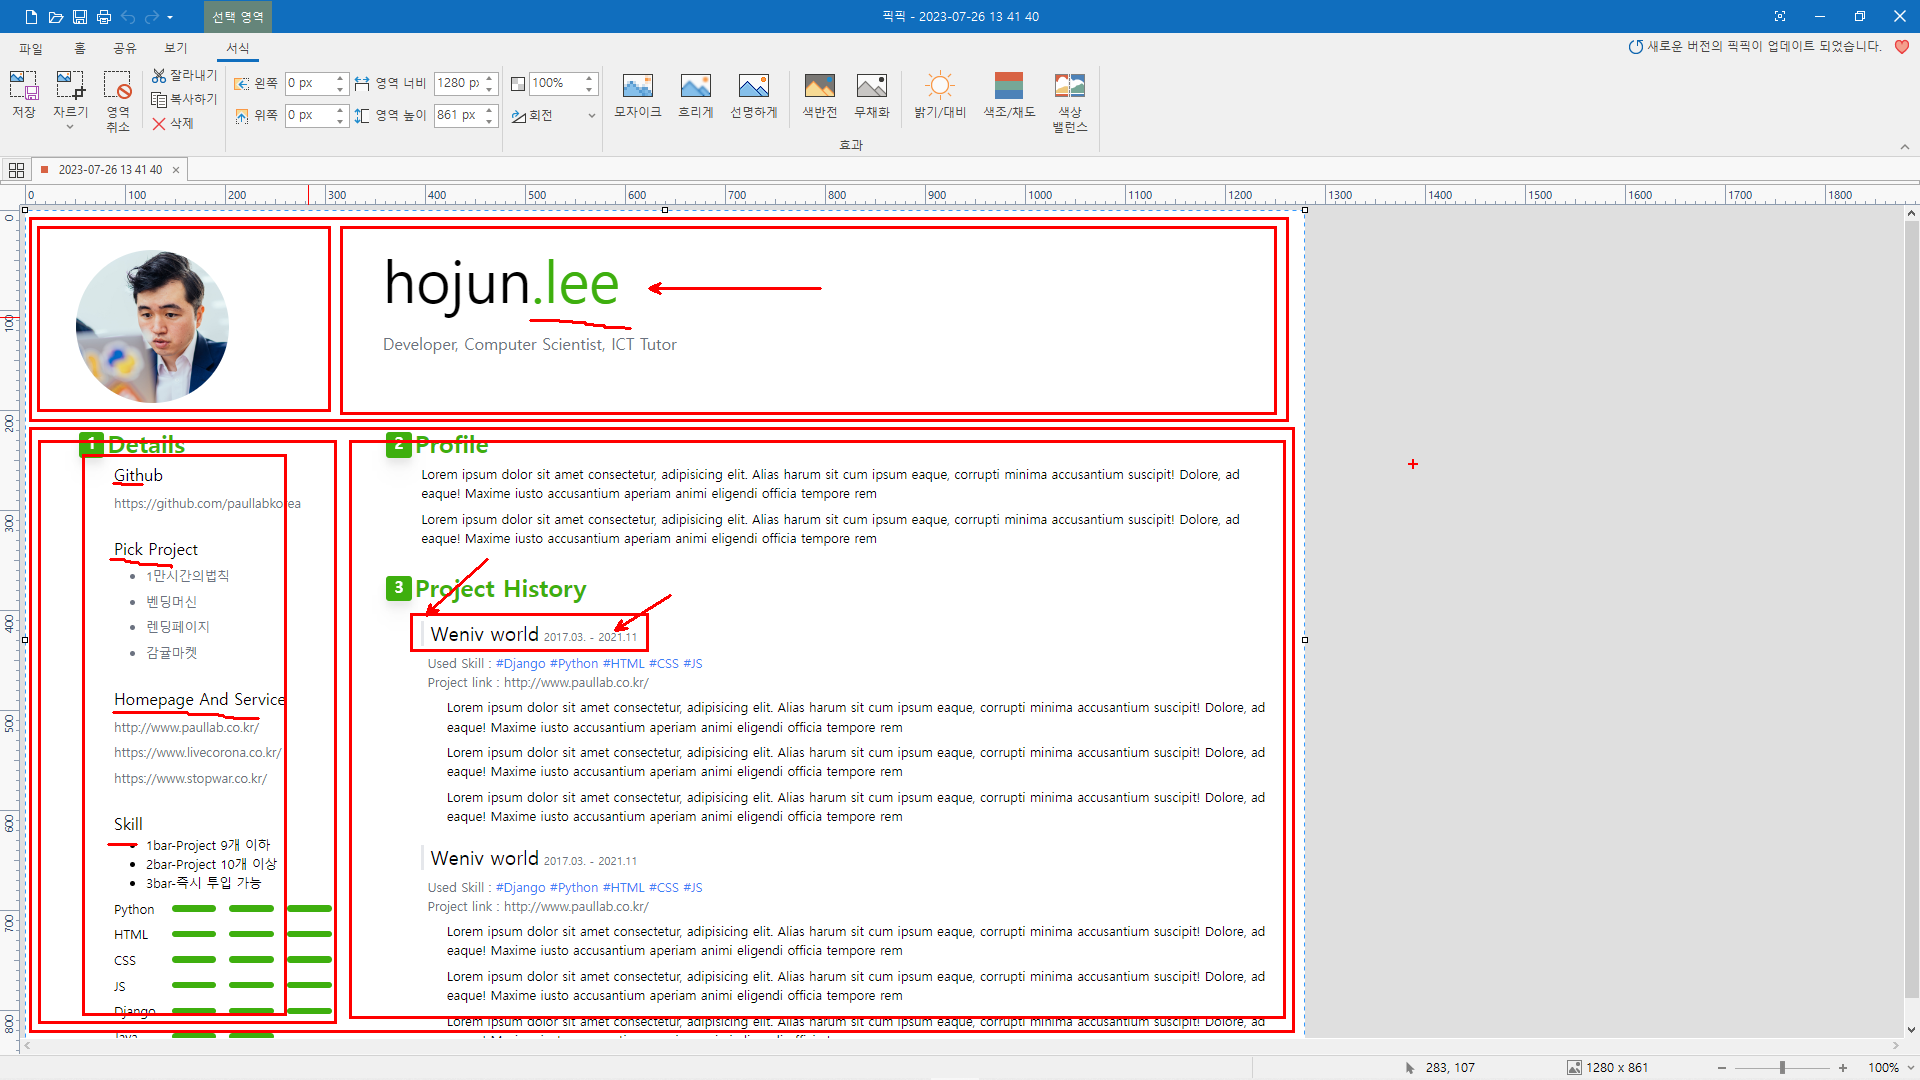 선택 영역
픽픽 - 2023-07-26 13 41 40
파일 홈 공유 보기 서식
새로운 버전의 픽픽이 업데이트 되었습니다.
저장
자르기
영역 취소
잘라내기
복사하기
삭제
왼쪽 0 px
위쪽 0 px
영역 너비 1280 px
영역 높이 861 px
100%
회전
모자이크
흐리게
선명하게
색반전
무채화
밝기/대비
색조/채도
색상 밸런스
효과
2023-07-26 13 41 40
0 100 200 300 400 500 600 700 800 900 1000 1100 1200 1300 1400 1500 1600 1700 1800
0
100
200
300
400
500
600
700
800
hojun.lee
Developer, Computer Scientist, ICT Tutor
1 Details
Github
https://github.com/paullabkorea
Pick Project
1만시간의법칙
벤딩머신
렌딩페이지
감귤마켓
Homepage And Service
http://www.paullab.co.kr/
https://www.livecorona.co.kr/
https://www.stopwar.co.kr/
Skill
1bar-Project 9개 이하
2bar-Project 10개 이상
3bar-즉시 투입 가능
Python
HTML
CSS
JS
Django
Java
2 Profile
Lorem ipsum dolor sit amet consectetur, adipisicing elit. Alias harum sit cum ipsum eaque, corrupti minima accusantium suscipit! Dolore, ad
eaque! Maxime iusto accusantium aperiam animi eligendi officia tempore rem
Lorem ipsum dolor sit amet consectetur, adipisicing elit. Alias harum sit cum ipsum eaque, corrupti minima accusantium suscipit! Dolore, ad
eaque! Maxime iusto accusantium aperiam animi eligendi officia tempore rem
3 Project History
Weniv world 2017.03. - 2021.11
Used Skill : #Django #Python #HTML #CSS #JS
Project link : http://www.paullab.co.kr/
Lorem ipsum dolor sit amet consectetur, adipisicing elit. Alias harum sit cum ipsum eaque, corrupti minima accusantium suscipit! Dolore, ad
eaque! Maxime iusto accusantium aperiam animi eligendi officia tempore rem
Lorem ipsum dolor sit amet consectetur, adipisicing elit. Alias harum sit cum ipsum eaque, corrupti minima accusantium suscipit! Dolore, ad
eaque! Maxime iusto accusantium aperiam animi eligendi officia tempore rem
Lorem ipsum dolor sit amet consectetur, adipisicing elit. Alias harum sit cum ipsum eaque, corrupti minima accusantium suscipit! Dolore, ad
eaque! Maxime iusto accusantium aperiam animi eligendi officia tempore rem
Weniv world 2017.03. - 2021.11
Used Skill : #Django #Python #HTML #CSS #JS
Project link : http://www.paullab.co.kr/
Lorem ipsum dolor sit amet consectetur, adipisicing elit. Alias harum sit cum ipsum eaque, corrupti minima accusantium suscipit! Dolore, ad
eaque! Maxime iusto accusantium aperiam animi eligendi officia tempore rem
Lorem ipsum dolor sit amet consectetur, adipisicing elit. Alias harum sit cum ipsum eaque, corrupti minima accusantium suscipit! Dolore, ad
eaque! Maxime iusto accusantium aperiam animi eligendi officia tempore rem
Lorem ipsum dolor sit amet consectetur, adipisicing elit. Alias harum sit cum ipsum eaque, corrupti minima accusantium suscipit! Dolore, ad
283, 107
1280 x 861
100%